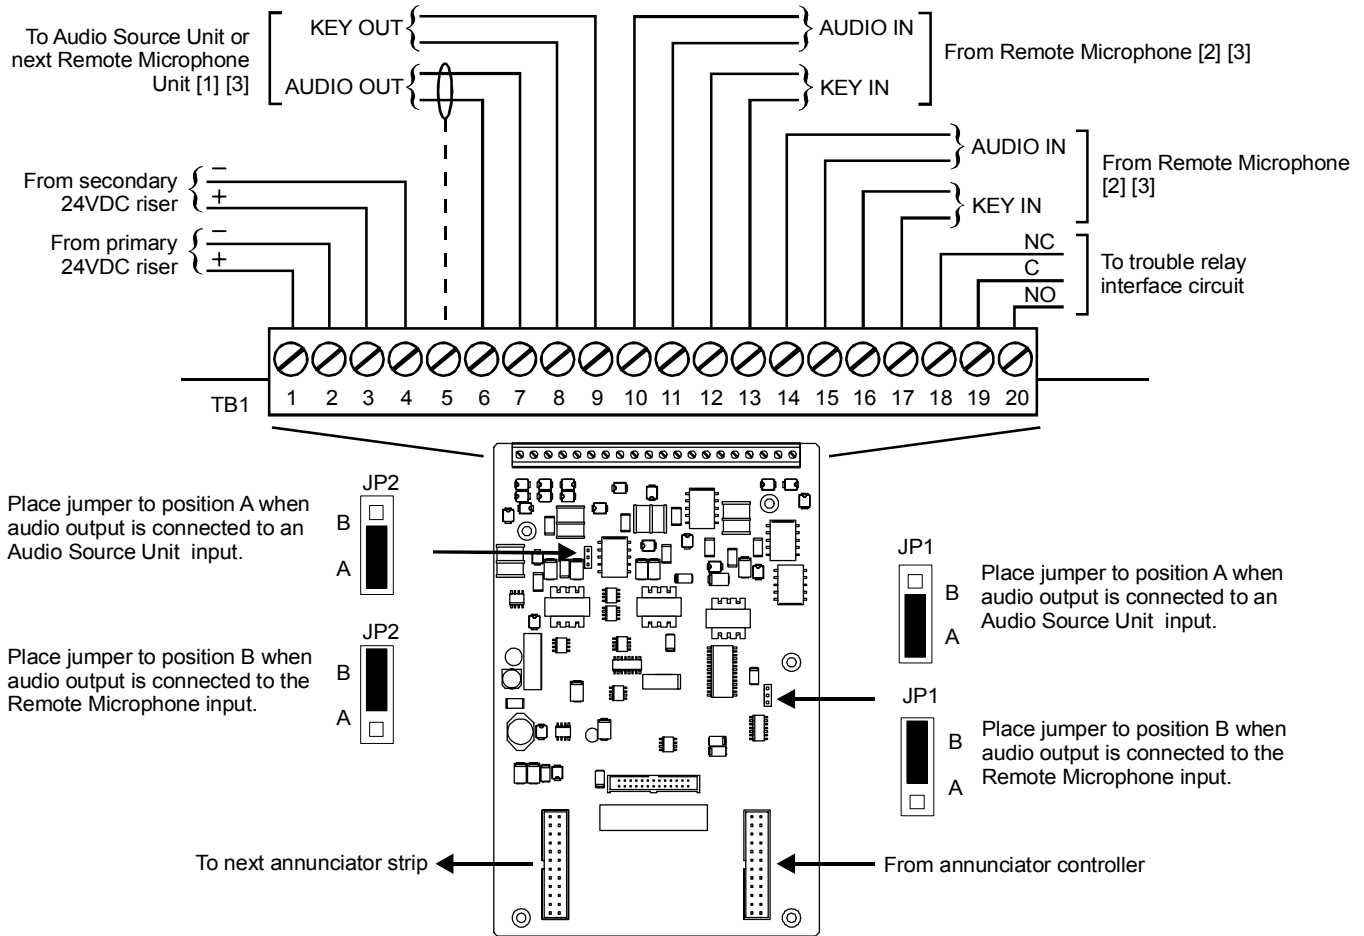 To Audio Source Unit or
next Remote Microphone
Unit [1] [3]
KEY OUT
AUDIO OUT
AUDIO IN
KEY IN
From Remote Microphone [2] [3]
AUDIO IN
KEY IN
From Remote Microphone
[2] [3]
From secondary
24VDC riser
−
+
From primary
24VDC riser
−
+
NC
C
NO
To trouble relay
interface circuit
TB1
1 2 3 4 5 6 7 8 9 10 11 12 13 14 15 16 17 18 19 20
Place jumper to position A when
audio output is connected to an
Audio Source Unit input.
JP2
B
A
Place jumper to position B when
audio output is connected to the
Remote Microphone input.
JP2
B
A
JP1
B
A
Place jumper to position A when
audio output is connected to an
Audio Source Unit input.
JP1
B
A
Place jumper to position B when
audio output is connected to the
Remote Microphone input.
To next annunciator strip
From annunciator controller